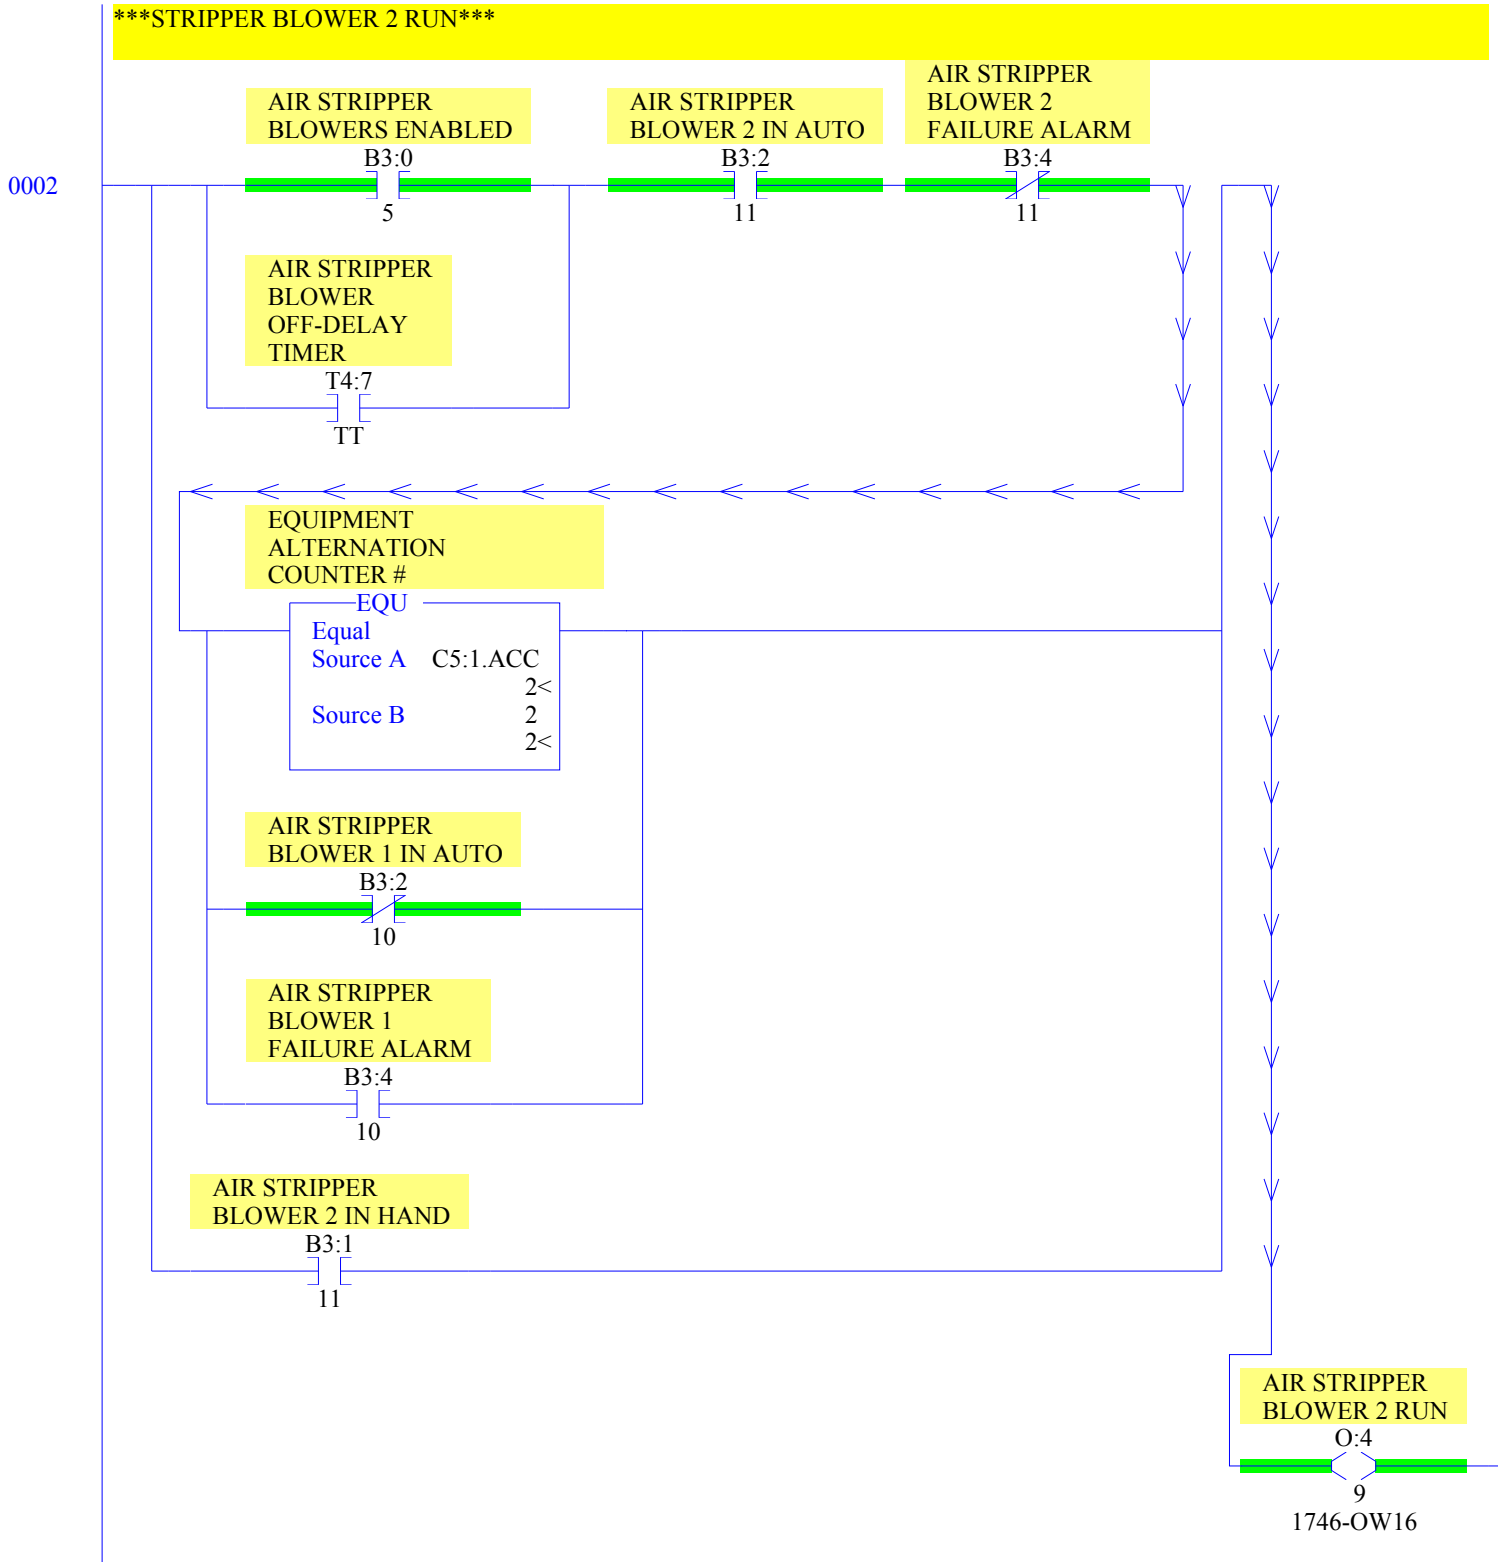 ***STRIPPER BLOWER 2 RUN***
AIR STRIPPER
BLOWERS ENABLED
B3:0
5
AIR STRIPPER
BLOWER 2 IN AUTO
B3:2
11
AIR STRIPPER
BLOWER 2
FAILURE ALARM
B3:4
11
0002
AIR STRIPPER
BLOWER
OFF-DELAY
TIMER
T4:7
TT
EQUIPMENT
ALTERNATION
COUNTER #
EQU
Equal
Source A C5:1.ACC
2<
Source B 2
2<
AIR STRIPPER
BLOWER 1 IN AUTO
B3:2
10
AIR STRIPPER
BLOWER 1
FAILURE ALARM
B3:4
10
AIR STRIPPER
BLOWER 2 IN HAND
B3:1
11
AIR STRIPPER
BLOWER 2 RUN
O:4
9
1746-OW16